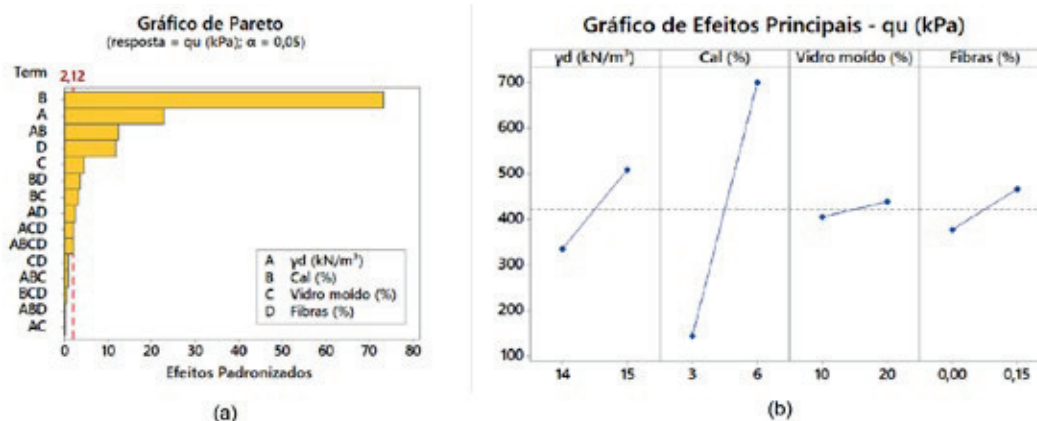 Gráfico de Pareto
(resposta = qu (kPa); α = 0,05)
Term
2,12
B
A
AB
D
C
BD
BC
AD
ACD
ABCD
CD
ABC
BCD
ABD
AC
A γd (kN/m³)
B Cal (%)
C Vidro moído (%)
D Fibras (%)
0 10 20 30 40 50 60 70 80
Efeitos Padronizados
(a)
Gráfico de Efeitos Principais - qu (kPa)
γd (kN/m³) Cal (%) Vidro moído (%) Fibras (%)
700
600
500
400
300
200
100
14 15 3 6 10 20 0,00 0,15
(b)